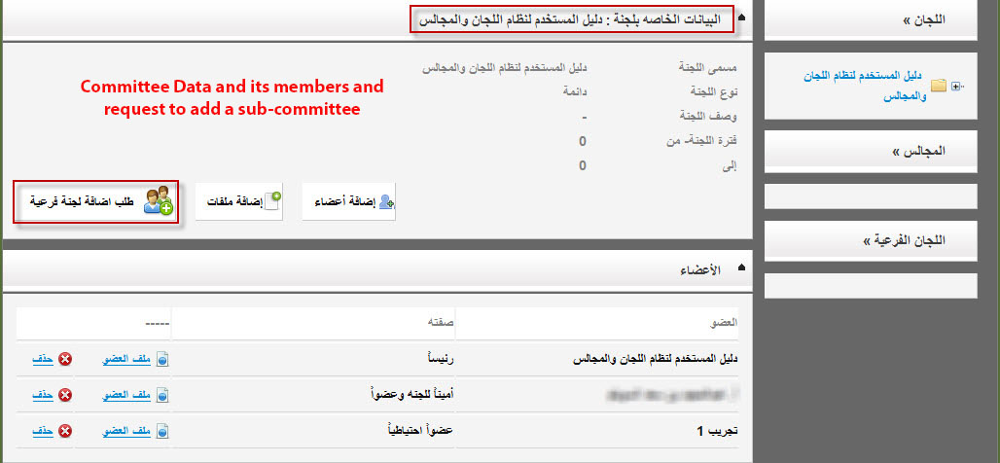 اللجان »
دليل المستخدم لنظام اللجان
والمجالس
المجالس »
اللجان الفرعية »
البيانات الخاصه بلجنة : دليل المستخدم لنظام اللجان والمجالس
Committee Data and its members and
request to add a sub-committee
مسمى اللجنة دليل المستخدم لنظام اللجان والمجالس
نوع اللجنة دائمة
وصف اللجنة -
فترة اللجنة- من 0
إلى 0
إضافة أعضاء إضافة ملفات طلب اضافة لجنة فرعية
الأعضاء
العضو صفته -----
دليل المستخدم لنظام اللجان والمجالس رئيساً ملف العضو حذف
أميناً للجنه وعضواً ملف العضو حذف
تجريب 1 عضواً احتياطياً ملف العضو حذف